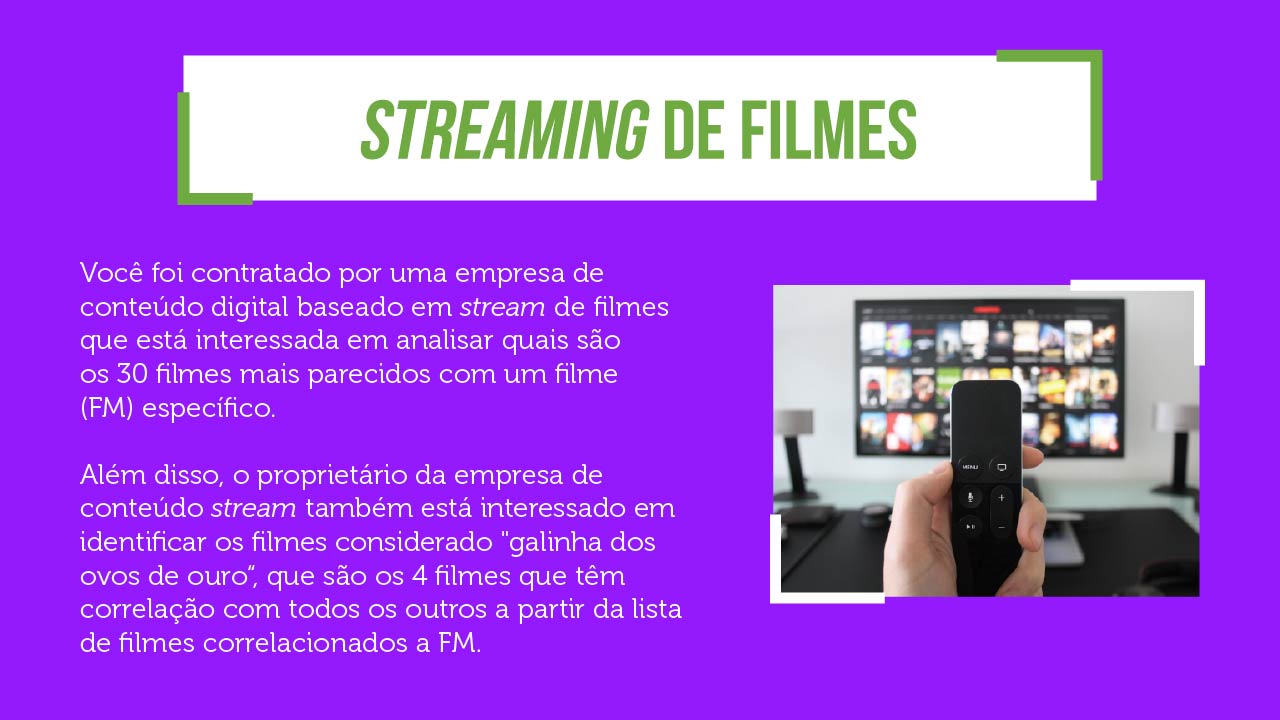 STREAMING DE FILMES
Você foi contratado por uma empresa de
conteúdo digital baseado em stream de filmes
que está interessada em analisar quais são
os 30 filmes mais parecidos com um filme
(FM) específico.
Além disso, o proprietário da empresa de
conteúdo stream também está interessado em
identificar os filmes considerado "galinha dos
ovos de ouro“, que são os 4 filmes que têm
correlação com todos os outros a partir da lista
de filmes correlacionados a FM.
MENU